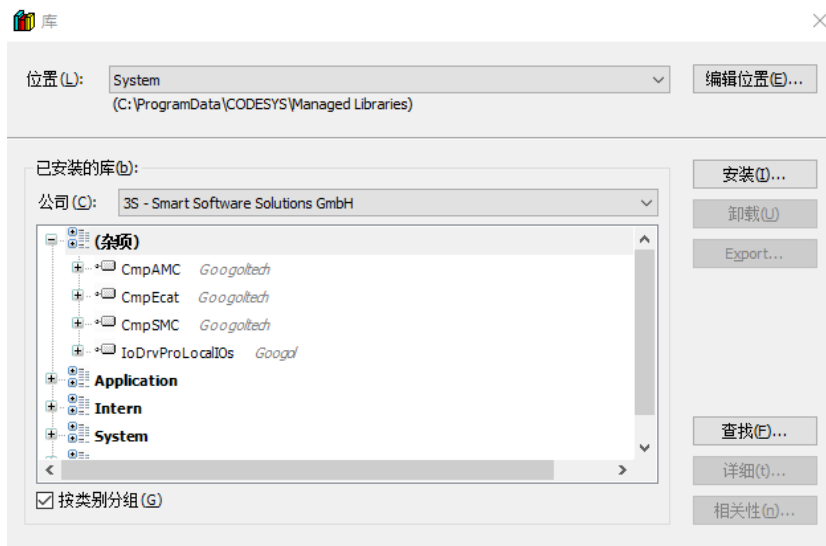 库
位置(L):
System
编辑位置(E)...
(C:\ProgramData\CODESYS\Managed Libraries)
已安装的库(b):
公司(C):
3S - Smart Software Solutions GmbH
安装(I)...
卸载(U)
Export...
(杂项)
CmpAMC Googoltech
CmpEcat Googoltech
CmpSMC Googoltech
IoDrvProLocalIOs Googol
Application
Intern
System
查找(F)...
详细(t)...
相关性(n)...
按类别分组(G)